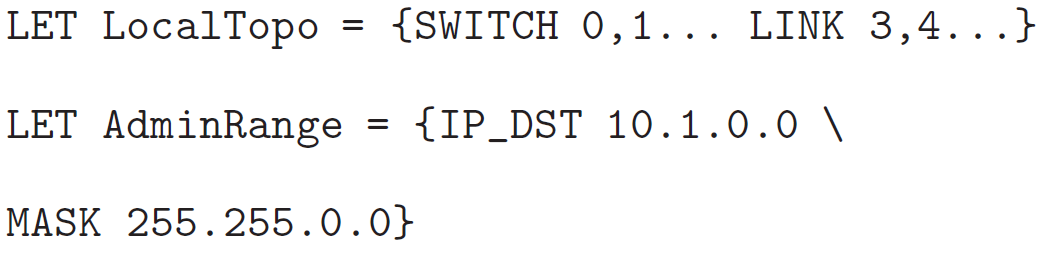 LET LocalTopo = {SWITCH 0,1... LINK 3,4...}
LET AdminRange = {IP_DST 10.1.0.0 \
MASK 255.255.0.0}